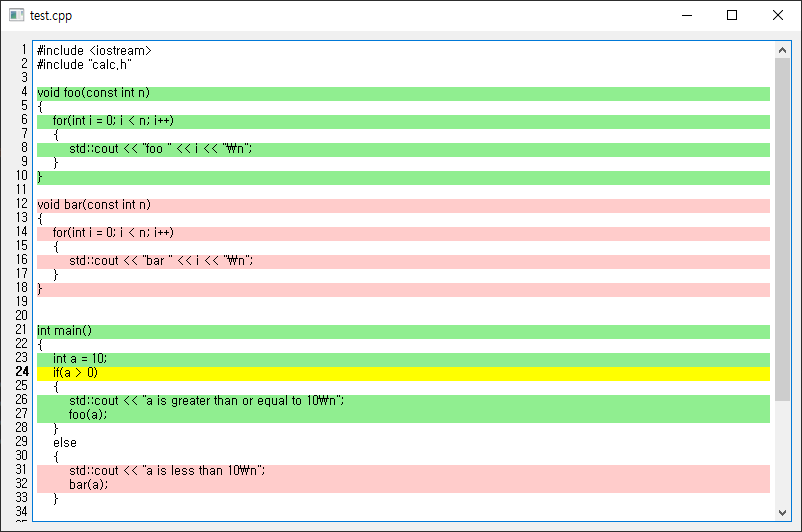 test.cpp
1 #include <iostream>
2 #include "calc.h"
3
4 void foo(const int n)
5 {
6 for(int i = 0; i < n; i++)
7 {
8 std::cout << "foo " << i << "₩n";
9 }
10 }
11
12 void bar(const int n)
13 {
14 for(int i = 0; i < n; i++)
15 {
16 std::cout << "bar " << i << "₩n";
17 }
18 }
19
20
21 int main()
22 {
23 int a = 10;
24 if(a > 0)
25 {
26 std::cout << "a is greater than or equal to 10₩n";
27 foo(a);
28 }
29 else
30 {
31 std::cout << "a is less than 10₩n";
32 bar(a);
33 }
34